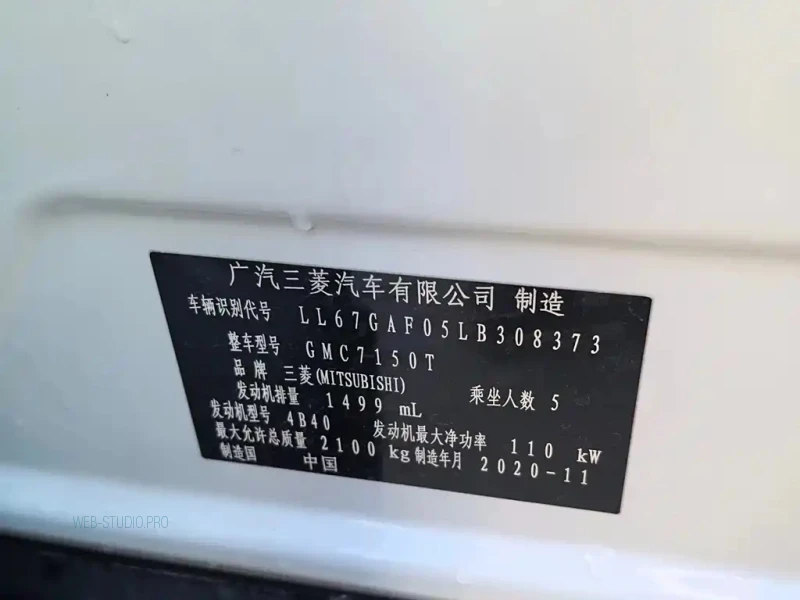 广汽三菱汽车有限公司 制造
车辆识别代号 LL67GAF05LB308373
整车型号 GMC7150T
品牌 三菱(MITSUBISHI) 乘坐人数 5
发动机排量 1499 mL
发动机型号 4B40 发动机最大净功率 110 kW
最大允许总质量 2100 kg 制造年月 2020-11
制造国 中国
WEB-STUDIO.PRO